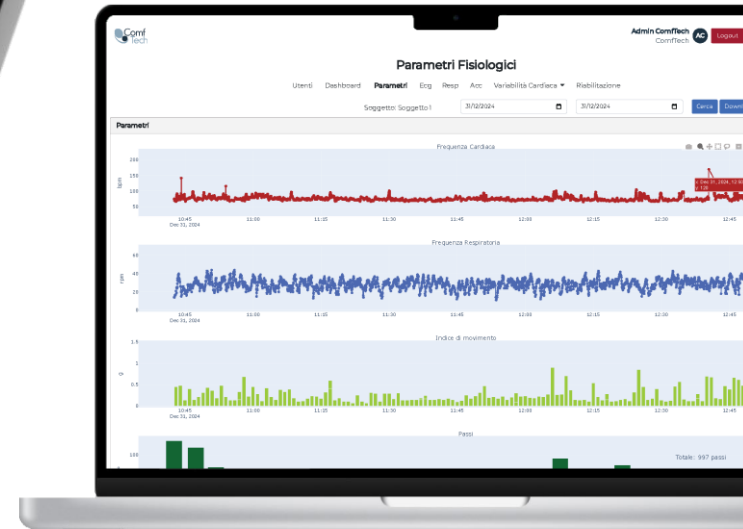 Comf
Tech
Admin ComfTech
ComfTech
AC
Logout
Parametri Fisiologici
Utenti Dashboard Parametri Ecg Resp Acc Variabilità Cardiaca Riabilitazione
Soggetto: Soggetto 1 31/12/2024 31/12/2024 Cerca Down
Parametri
Frequenza Cardiaca
200
150
100
50
bpm
10:45 11:00 11:15 11:30 11:45 12:00 12:15 12:30 12:45
Dec 31, 2024
Frequenza Respiratoria
60
40
20
0
rpm
10:45 11:00 11:15 11:30 11:45 12:00 12:15 12:30 12:45
Dec 31, 2024
Indice di movimento
1.5
1
0.5
0
g
10:45 11:00 11:15 11:30 11:45 12:00 12:15 12:30 12:45
Dec 31, 2024
Passi
100
Totale: 997 passi